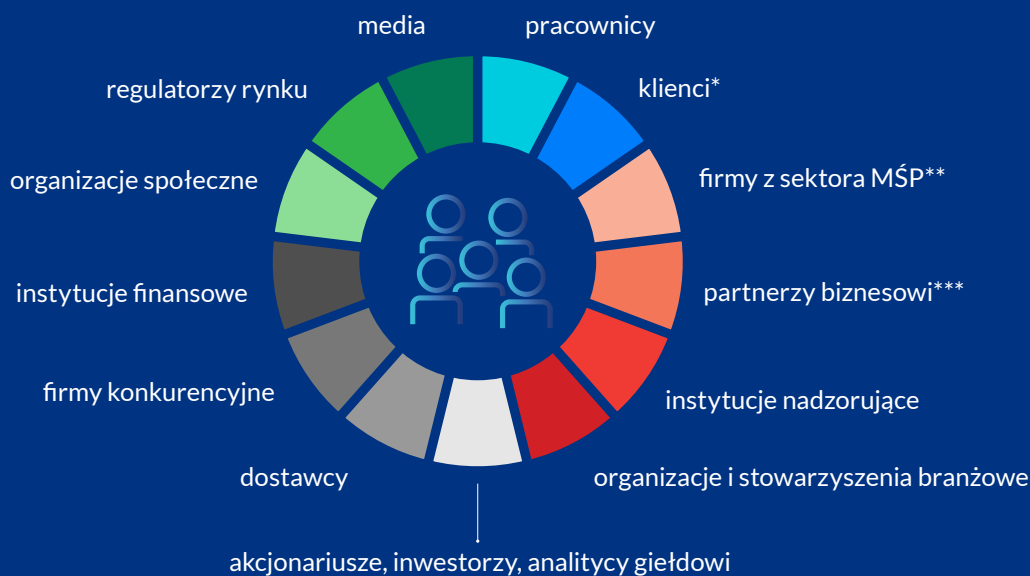 media
pracownicy
regulatorzy rynku
klienci*
organizacje społeczne
firmy z sektora MŚP**
instytucje finansowe
partnerzy biznesowi***
firmy konkurencyjne
instytucje nadzorujące
dostawcy
organizacje i stowarzyszenia branżowe
akcjonariusze, inwestorzy, analitycy giełdowi